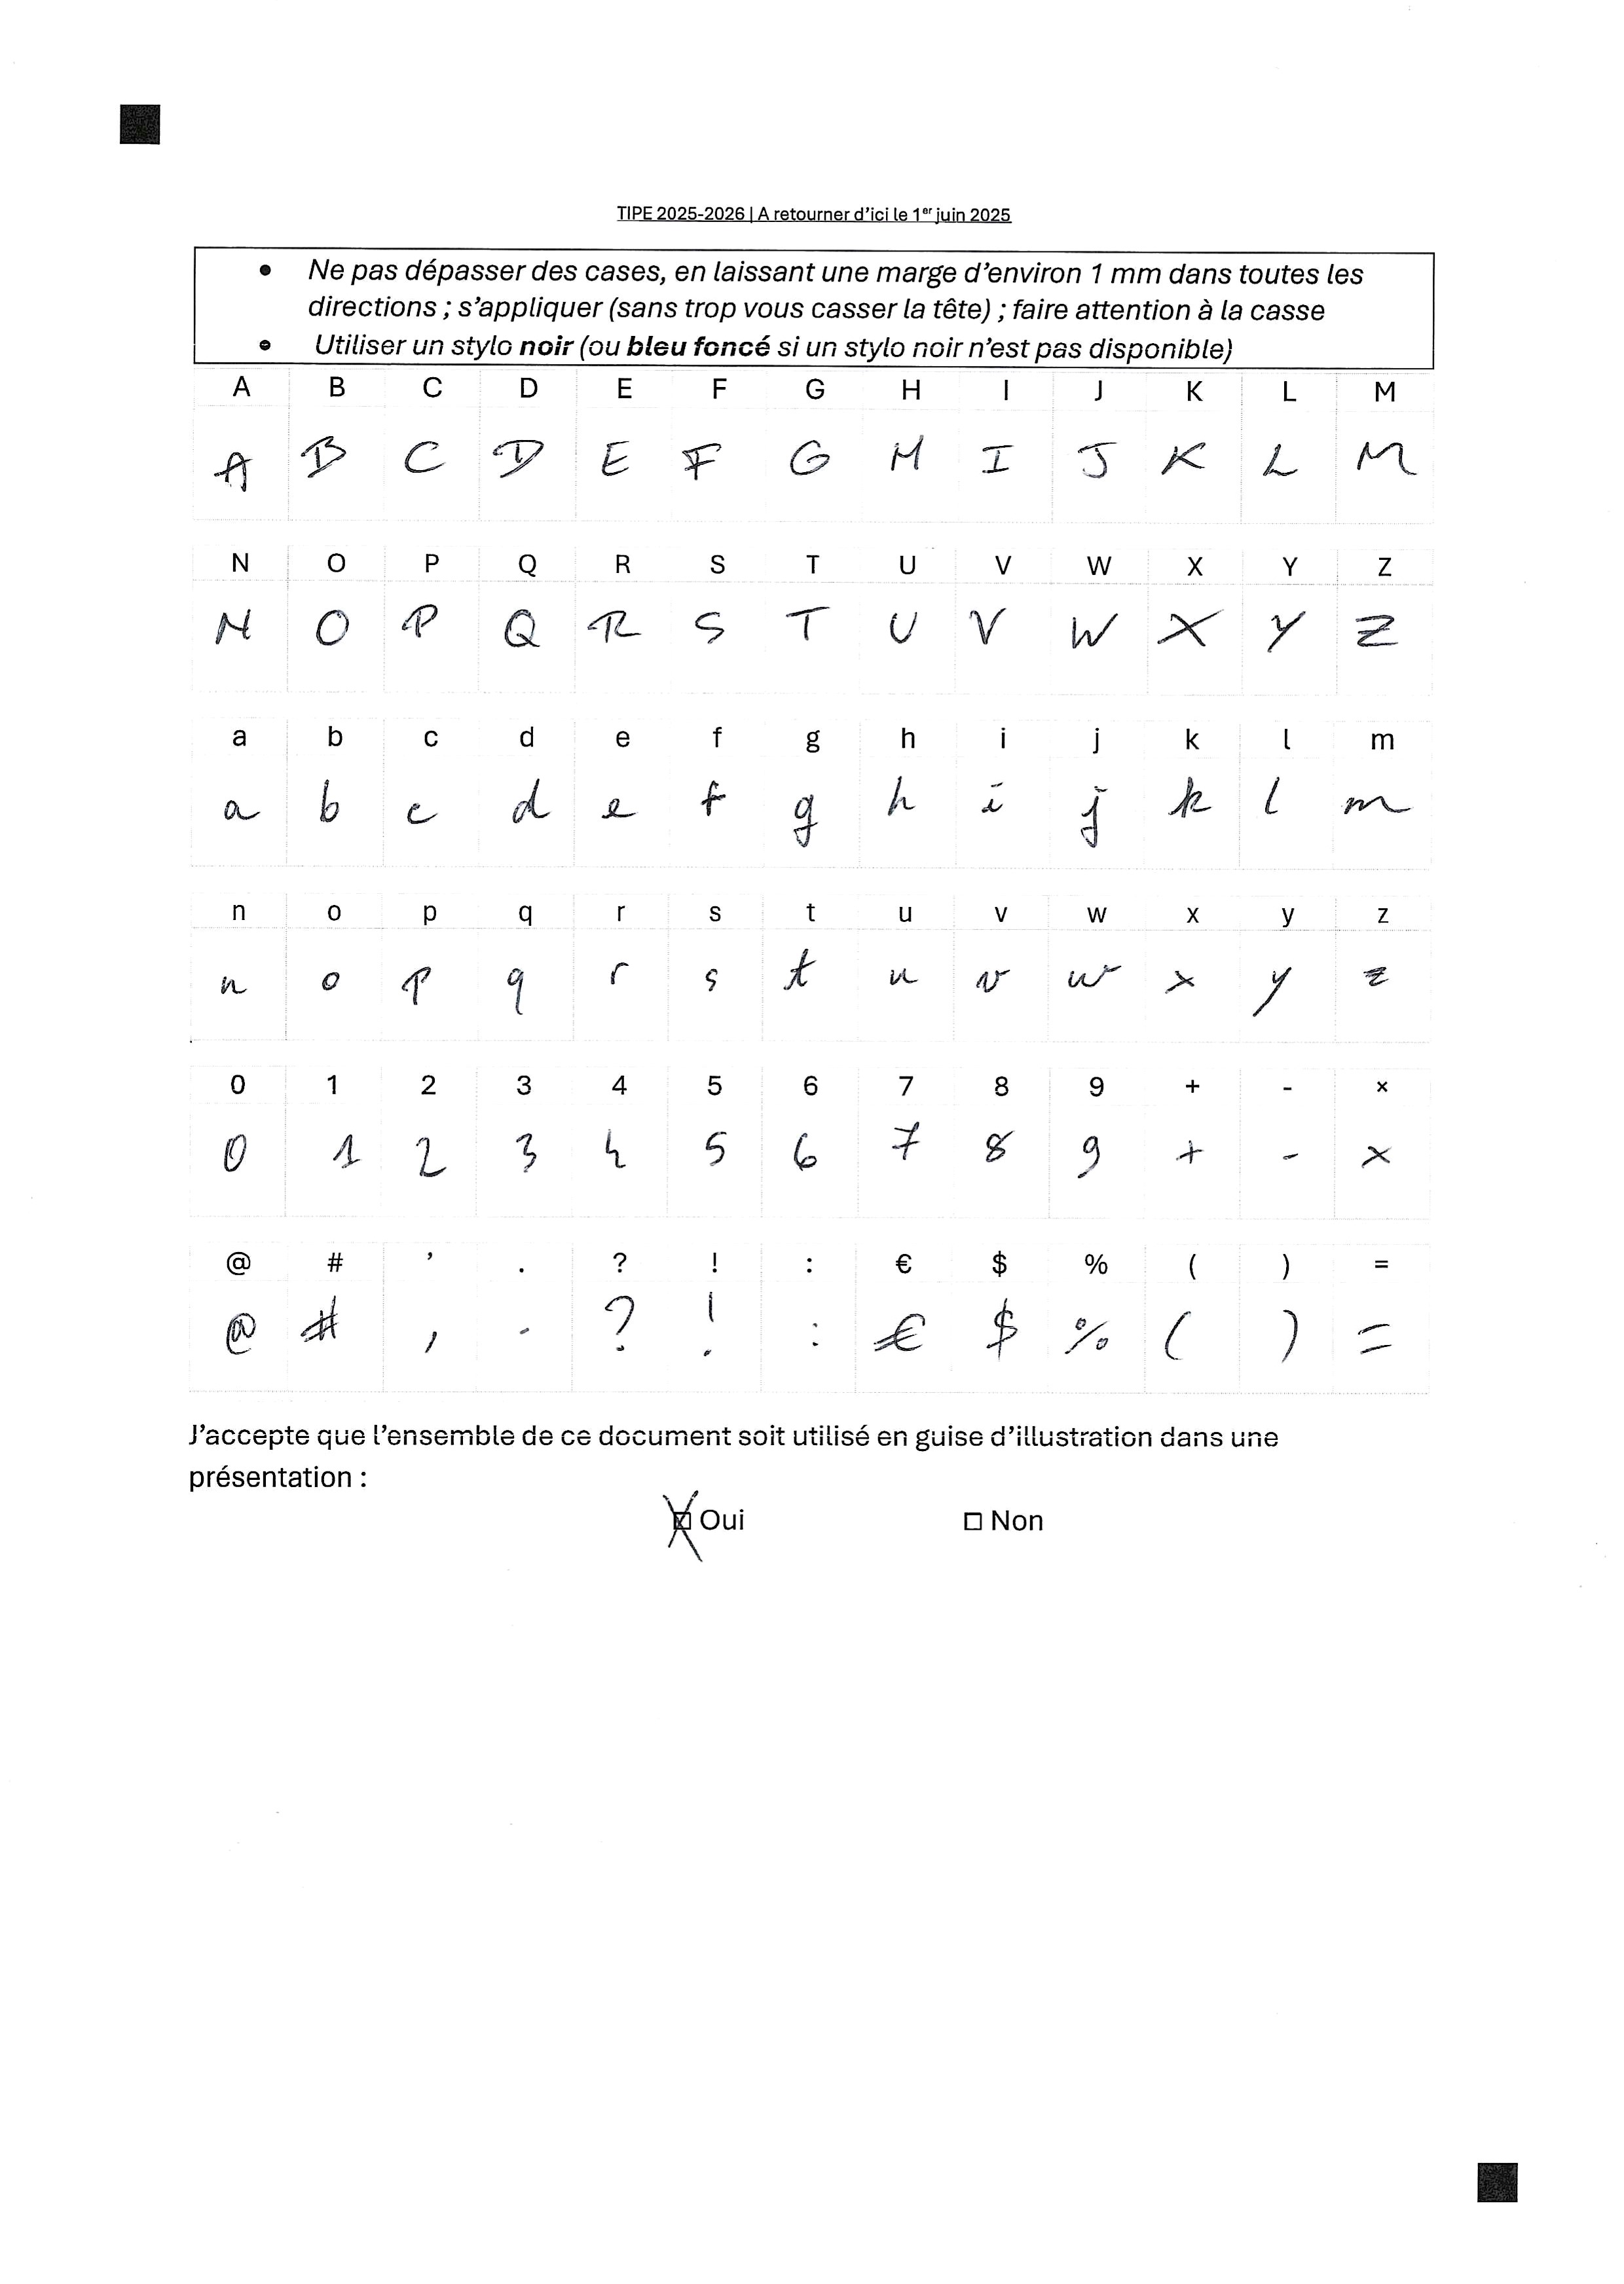 TIPE 2025-2026 | A retourner d'ici le 1er juin 2025
• Ne pas dépasser des cases, en laissant une marge d'environ 1 mm dans toutes les
directions ; s'appliquer (sans trop vous casser la tête) ; faire attention à la casse
• Utiliser un stylo noir (ou bleu foncé si un stylo noir n'est pas disponible)
A B C D E F G H I J K L M
A B C D E F G H I J K L M
N O P Q R S T U V W X Y Z
N O P Q R S T U V W X Y Z
a b c d e f g h i j k l m
a b c d e f g h i j k l m
n o p q r s t u v w x y z
n o p q r s t u v w x y z
0 1 2 3 4 5 6 7 8 9 + - ×
0 1 2 3 4 5 6 7 8 9 + - ×
@ # ’ . ? ! : € $ % ( ) =
@ # , . ? ! : € $ % ( ) =
J'accepte que l'ensemble de ce document soit utilisé en guise d'illustration dans une
présentation :
☒ Oui ☐ Non